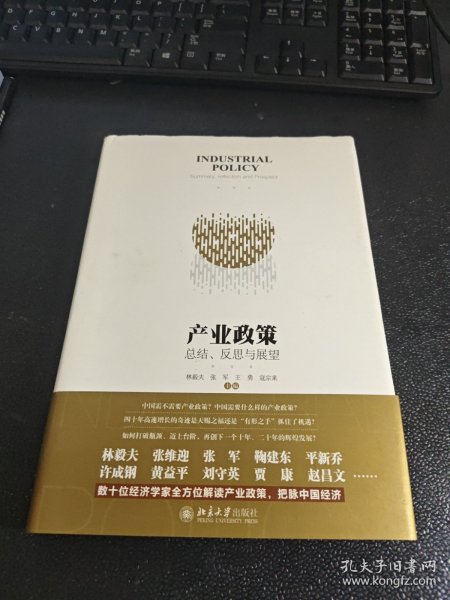 INDUSTRIAL
POLICY
Summary, reflection and Prospect
产业政策
总结、反思与展望
林毅夫 张军 王勇 寇宗来
主编
中国需不需要产业政策？中国需要什么样的产业政策？
四十年高速增长的奇迹是天赐之福还是“有形之手”抓住了机遇？
如何打破瓶颈、迈上台阶、再创下一个十年、二十年的辉煌发展？
林毅夫 张维迎 张军 鞠建东 平新乔
许成钢 黄益平 刘守英 贾康 赵昌文……
数十位经济学家全方位解读产业政策，把脉中国经济
北京大学出版社
孔夫子旧书网
www.kongfz.com